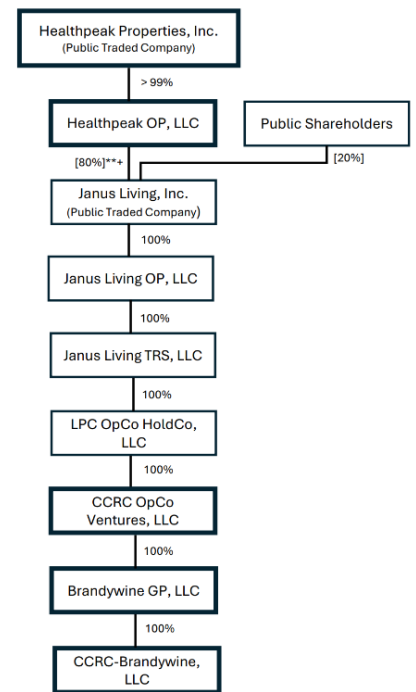 Healthpeak Properties, Inc.
(Public Traded Company)
> 99%
Healthpeak OP, LLC
Public Shareholders
[80%]**+
[20%]
Janus Living, Inc.
(Public Traded Company)
100%
Janus Living OP, LLC
100%
Janus Living TRS, LLC
100%
LPC OpCo HoldCo,
LLC
100%
CCRC OpCo
Ventures, LLC
100%
Brandywine GP, LLC
100%
CCRC-Brandywine,
LLC